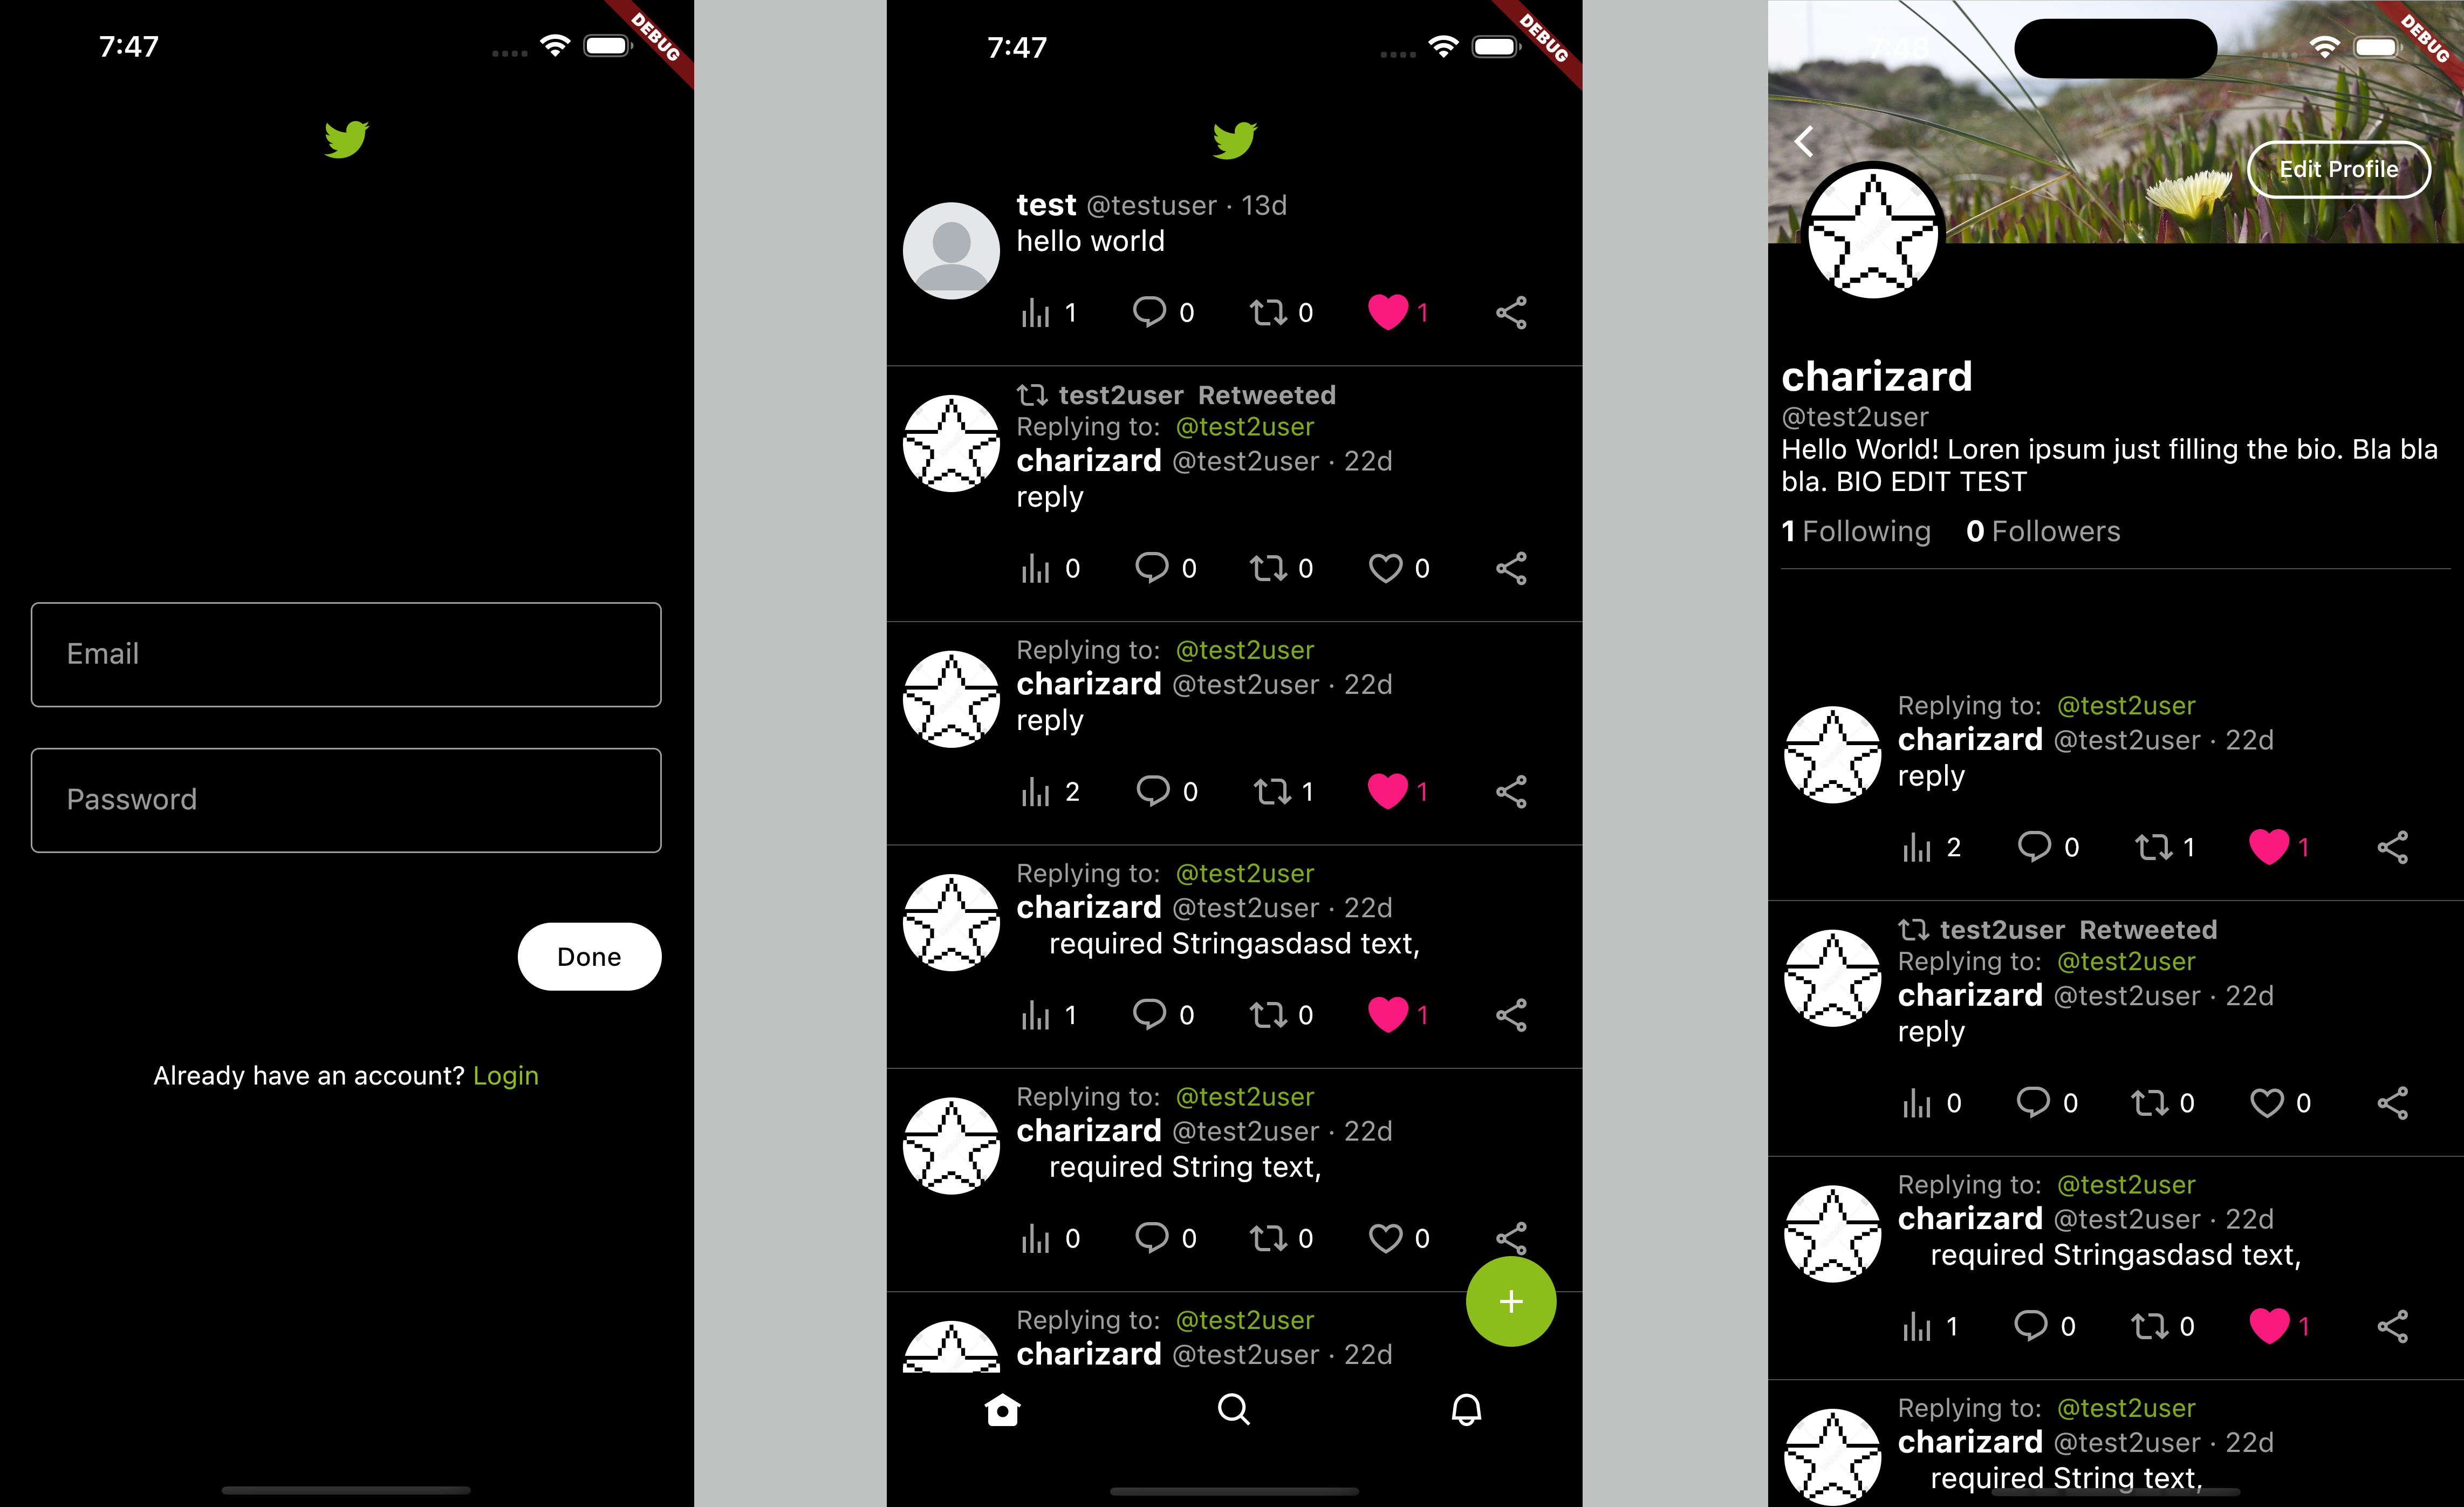 7:47
DEBUG
Email
Password
Done
Already have an account? Login
7:47
DEBUG
test @testuser · 13d
hello world
1 0 0 1
test2user Retweeted
Replying to: @test2user
charizard @test2user · 22d
reply
0 0 0 0
Replying to: @test2user
charizard @test2user · 22d
reply
2 0 1 1
Replying to: @test2user
charizard @test2user · 22d
required Stringasdasd text,
1 0 0 1
Replying to: @test2user
charizard @test2user · 22d
required String text,
0 0 0 0
Replying to: @test2user
charizard @test2user · 22d
7:48
DEBUG
Edit Profile
charizard
@test2user
Hello World! Loren ipsum just filling the bio. Bla bla
bla. BIO EDIT TEST
1 Following 0 Followers
Replying to: @test2user
charizard @test2user · 22d
reply
2 0 1 1
test2user Retweeted
Replying to: @test2user
charizard @test2user · 22d
reply
0 0 0 0
Replying to: @test2user
charizard @test2user · 22d
required Stringasdasd text,
1 0 0 1
Replying to: @test2user
charizard @test2user · 22d
required String text,